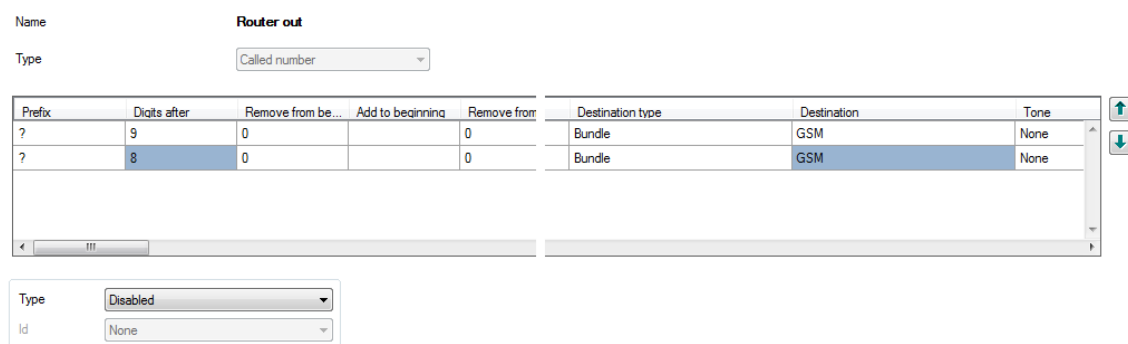 Name Router out
Type Called number
Prefix Digits after Remove from be... Add to beginning Remove from Destination type Destination Tone
? 9 0 0 Bundle GSM None
? 8 0 0 Bundle GSM None
Type Disabled
Id None